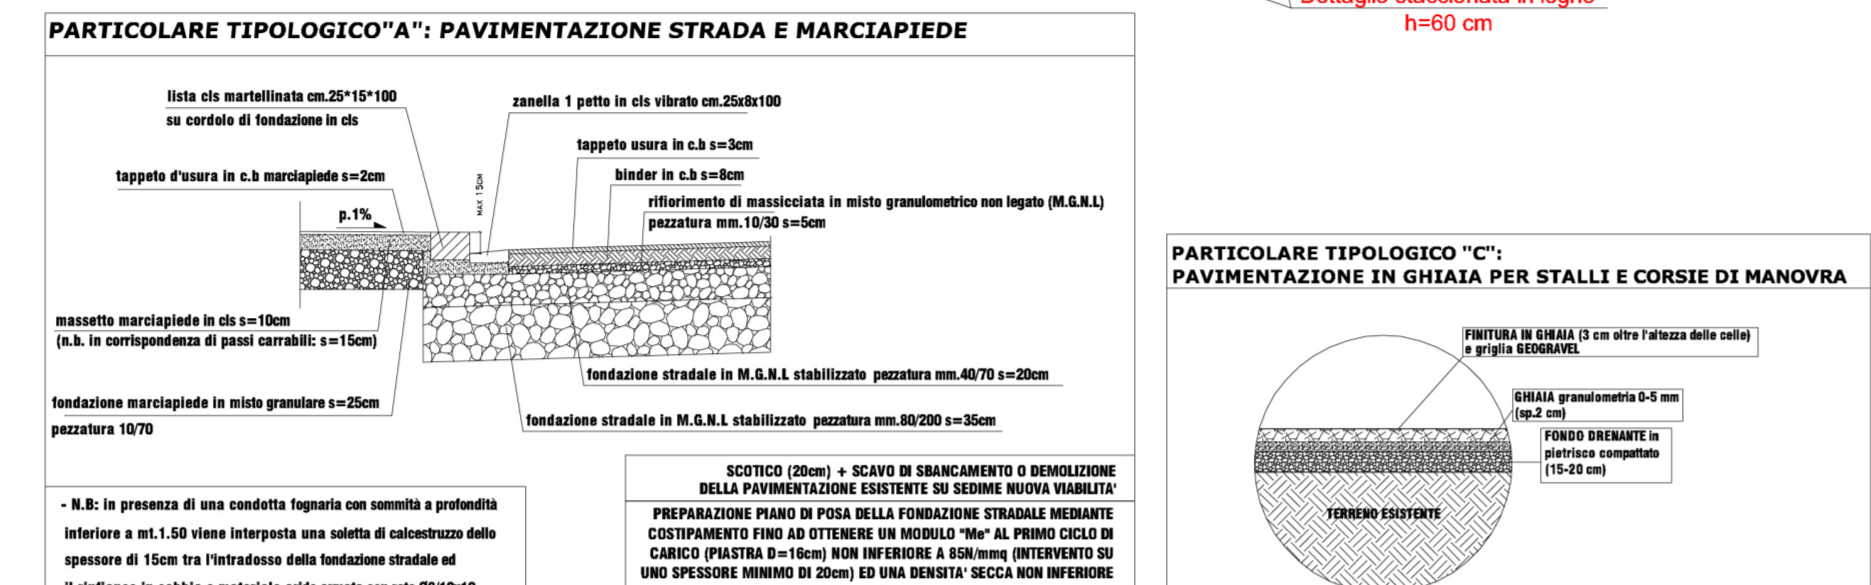 PARTICOLARE TIPOLOGICO"A": PAVIMENTAZIONE STRADA E MARCIAPIEDE
lista cls martellinata cm.25*15*100
su cordolo di fondazione in cls
zanella 1 petto in cls vibrato cm.25x8x100
tappeto usura in c.b s=3cm
tappeto d'usura in c.b marciapiede s=2cm
binder in c.b s=8cm
MAX 15CM
rifiorimento di massicciata in misto granulometrico non legato (M.G.N.L)
pezzatura mm.10/30 s=5cm
p.1%
massetto marciapiede in cls s=10cm
(n.b. in corrispondenza di passi carrabili: s=15cm)
fondazione stradale in M.G.N.L stabilizzato pezzatura mm.40/70 s=20cm
fondazione marciapiede in misto granulare s=25cm
pezzatura 10/70
fondazione stradale in M.G.N.L stabilizzato pezzatura mm.80/200 s=35cm
SCOTICO (20cm) + SCAVO DI SBANCAMENTO O DEMOLIZIONE
DELLA PAVIMENTAZIONE ESISTENTE SU SEDIME NUOVA VIABILITA'
PREPARAZIONE PIANO DI POSA DELLA FONDAZIONE STRADALE MEDIANTE
COSTIPAMENTO FINO AD OTTENERE UN MODULO "Me" AL PRIMO CICLO DI
CARICO (PIASTRA D=16cm) NON INFERIORE A 85N/mmq (INTERVENTO SU
UNO SPESSORE MINIMO DI 20cm) ED UNA DENSITA' SECCA NON INFERIORE
- N.B: in presenza di una condotta fognaria con sommità a profondità
inferiore a mt.1.50 viene interposta una soletta di calcestruzzo dello
spessore di 15cm tra l'intradosso della fondazione stradale ed
h=60 cm
PARTICOLARE TIPOLOGICO "C":
PAVIMENTAZIONE IN GHIAIA PER STALLI E CORSIE DI MANOVRA
FINITURA IN GHIAIA (3 cm oltre l'altezza delle celle)
e griglia GEOGRAVEL
GHIAIA granulometria 0-5 mm
(sp.2 cm)
FONDO DRENANTE in
pietrisco compattato
(15-20 cm)
TERRENO ESISTENTE